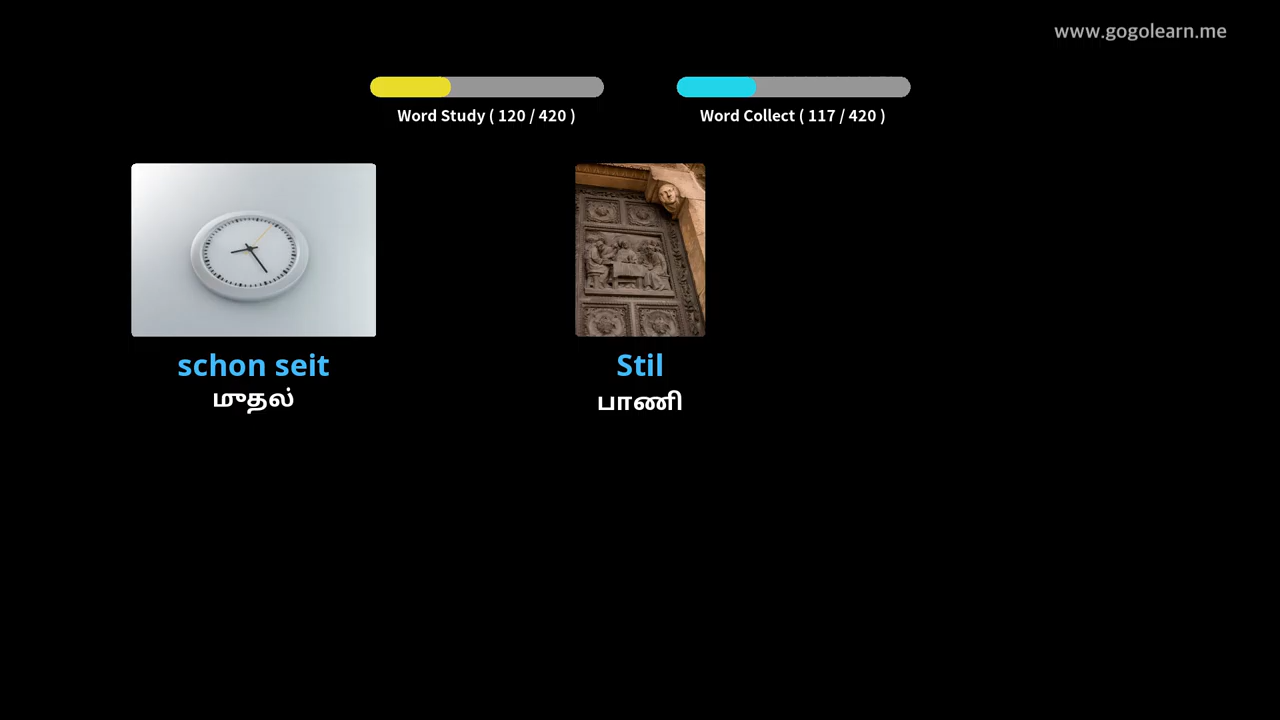 www.gogolearn.me
Word Study ( 120 / 420 )
Word Collect ( 117 / 420 )
schon seit
முதல்
Stil
பாணி